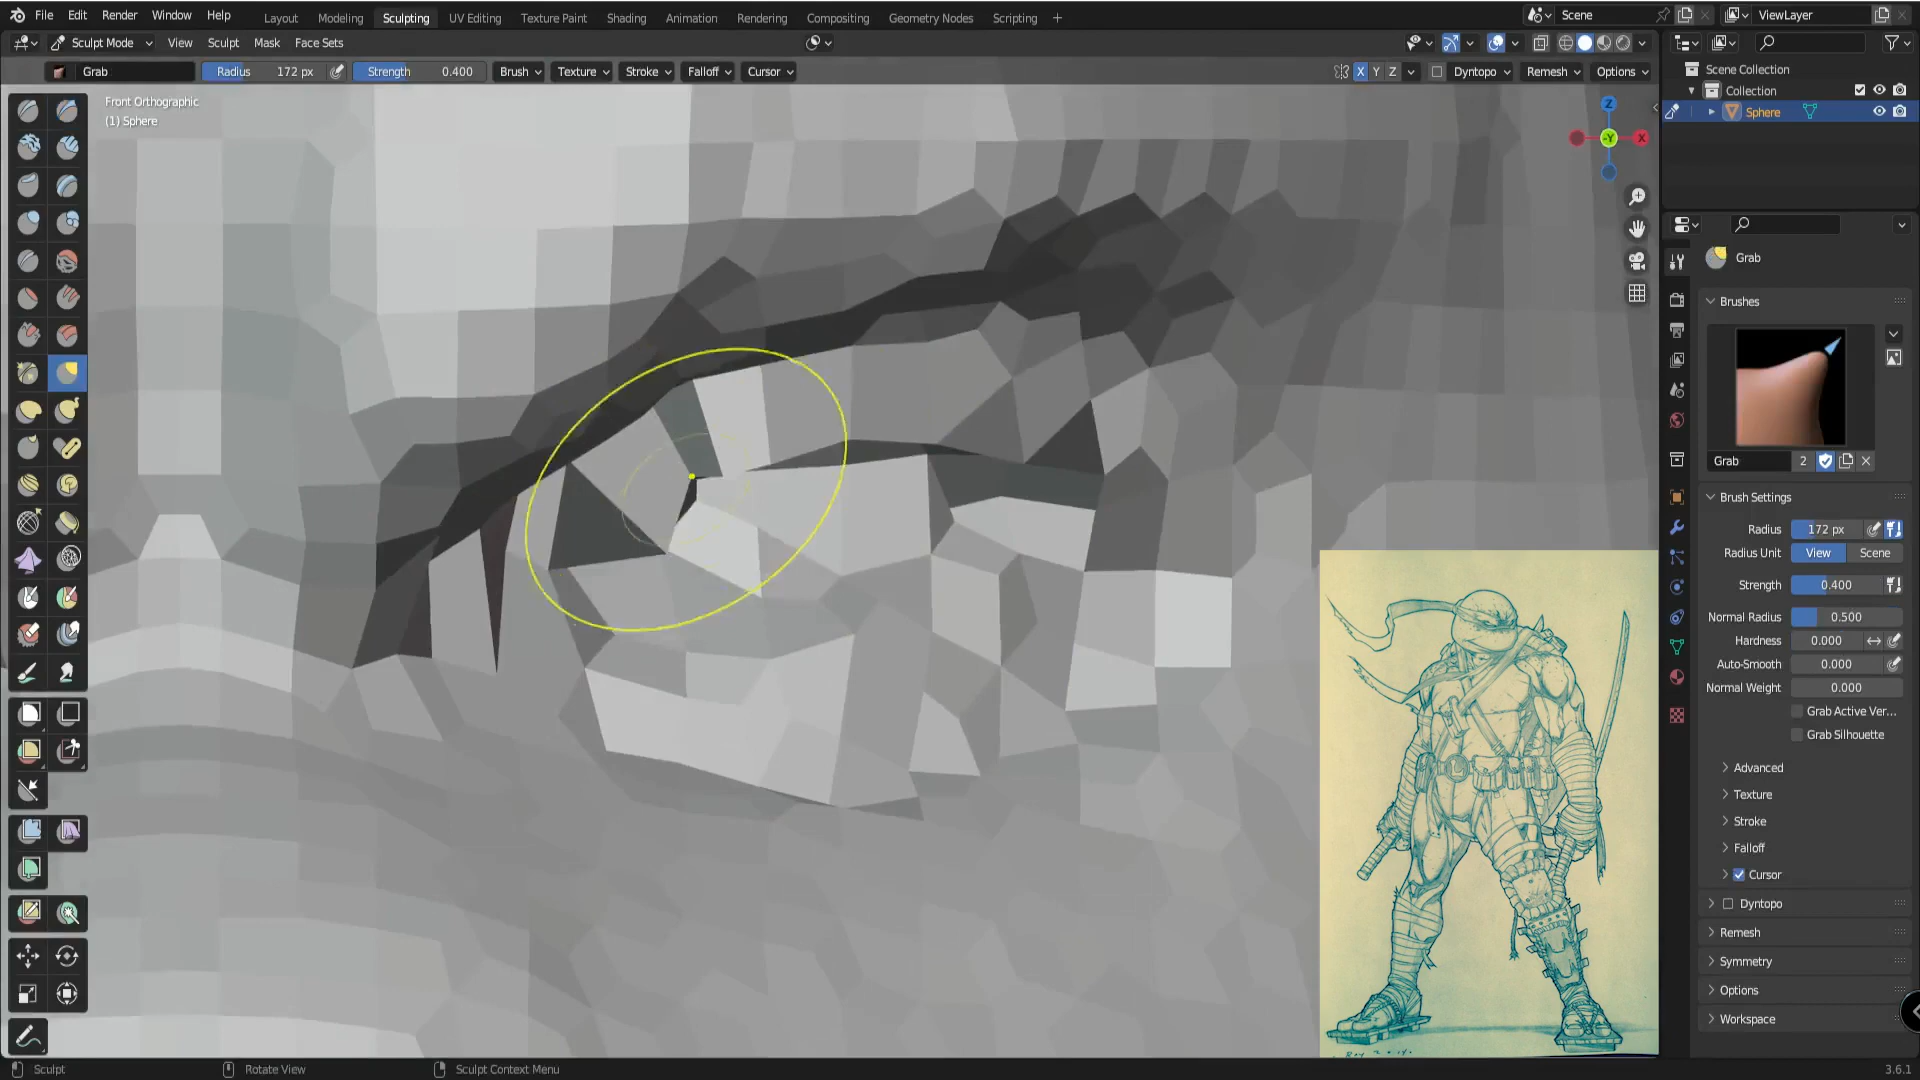 File Edit Render Window Help Layout Modeling Sculpting UV Editing Texture Paint Shading Animation Rendering Compositing Geometry Nodes Scripting + Scene ViewLayer
Sculpt Mode View Sculpt Mask Face Sets
Grab Radius 172 px Strength 0.400 Brush Texture Stroke Falloff Cursor X Y Z Dyntopo Remesh Options
Front Orthographic
(1) Sphere
Z
-Y
X
Scene Collection
Collection
Sphere
Grab
Brushes
Grab 2
Brush Settings
Radius 172 px
Radius Unit View Scene
Strength 0.400
Normal Radius 0.500
Hardness 0.000
Auto-Smooth 0.000
Normal Weight 0.000
Grab Active Ver...
Grab Silhouette
Advanced
Texture
Stroke
Falloff
Cursor
Dyntopo
Remesh
Symmetry
Options
Workspace
Sculpt Rotate View Sculpt Context Menu 3.6.1